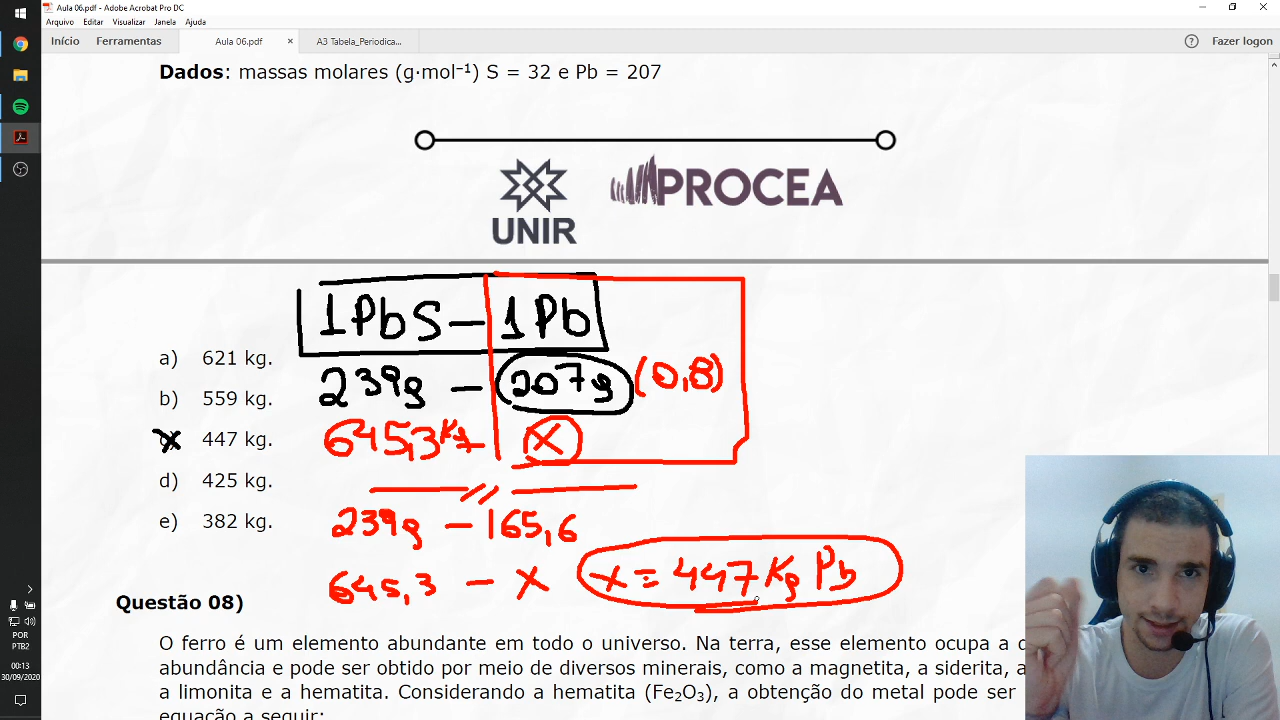 Aula 06.pdf - Adobe Acrobat Pro DC
Arquivo Editar Visualizar Janela Ajuda
Início Ferramentas Aula 06.pdf × A3 Tabela_Periodica... ? Fazer logon
Dados: massas molares (g·mol⁻¹) S = 32 e Pb = 207
UNIR PROCEA
1PbS — 1Pb
a) 621 kg.
239g — 207g (0,8)
b) 559 kg.
645,3Kg — X
447 kg.
d) 425 kg.
239g — 165,6
e) 382 kg.
645,3 — X X = 447 Kg Pb
Questão 08)
O ferro é um elemento abundante em todo o universo. Na terra, esse elemento ocupa a
abundância e pode ser obtido por meio de diversos minerais, como a magnetita, a siderita, a
a limonita e a hematita. Considerando a hematita (Fe₂O₃), a obtenção do metal pode ser
equação a seguir:
POR
PTB2
00:13
30/09/2020